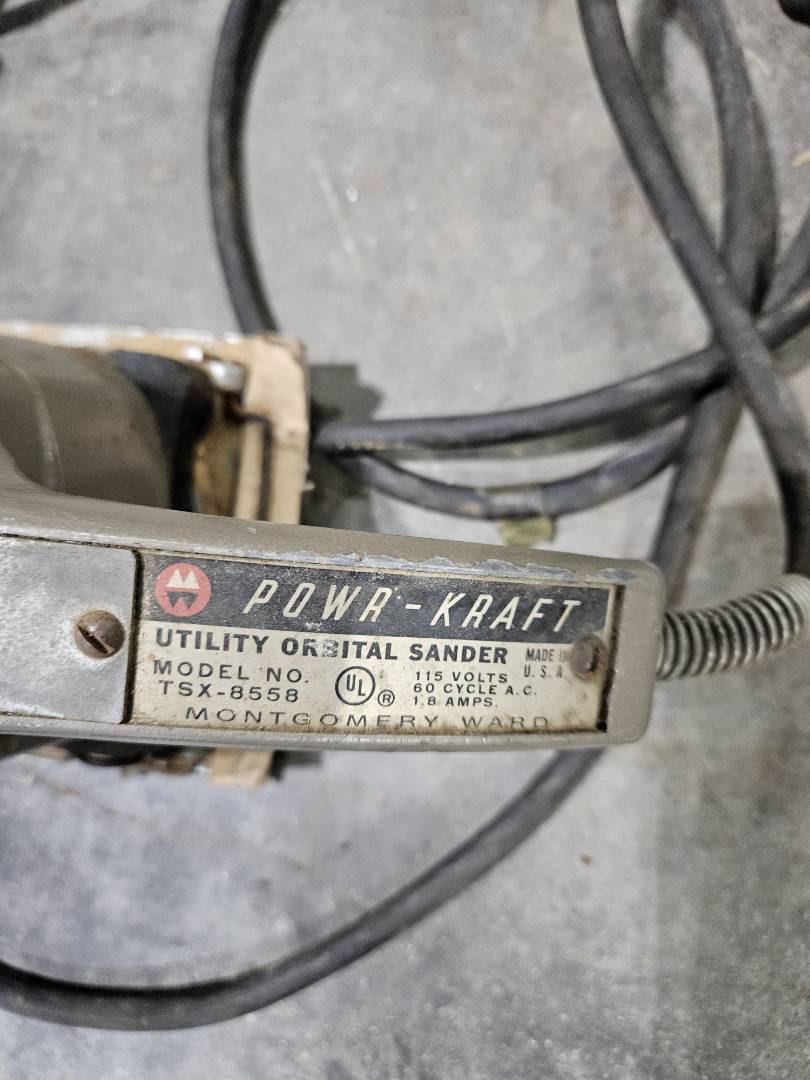 POWR-KRAFT
UTILITY ORBITAL SANDER
MADE IN
U.S.A.
MODEL NO.
TSX-8558
UL ®
115 VOLTS
60 CYCLE A.C.
1.8 AMPS.
MONTGOMERY WARD